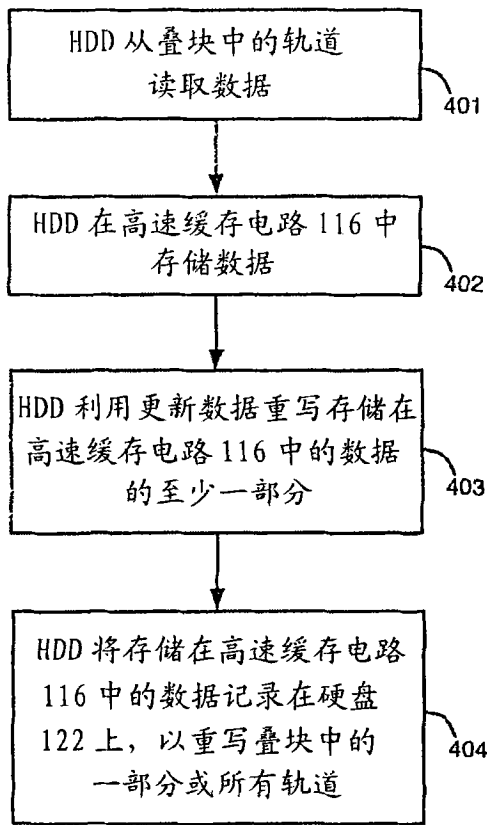 HDD 从叠块中的轨道
读取数据
401
HDD 在高速缓存电路 116 中
存储数据
402
HDD 利用更新数据重写存储在
高速缓存电路 116 中的数据
的至少一部分
403
HDD 将存储在高速缓存电路
116 中的数据记录在硬盘
122 上，以重写叠块中的
一部分或所有轨道
404